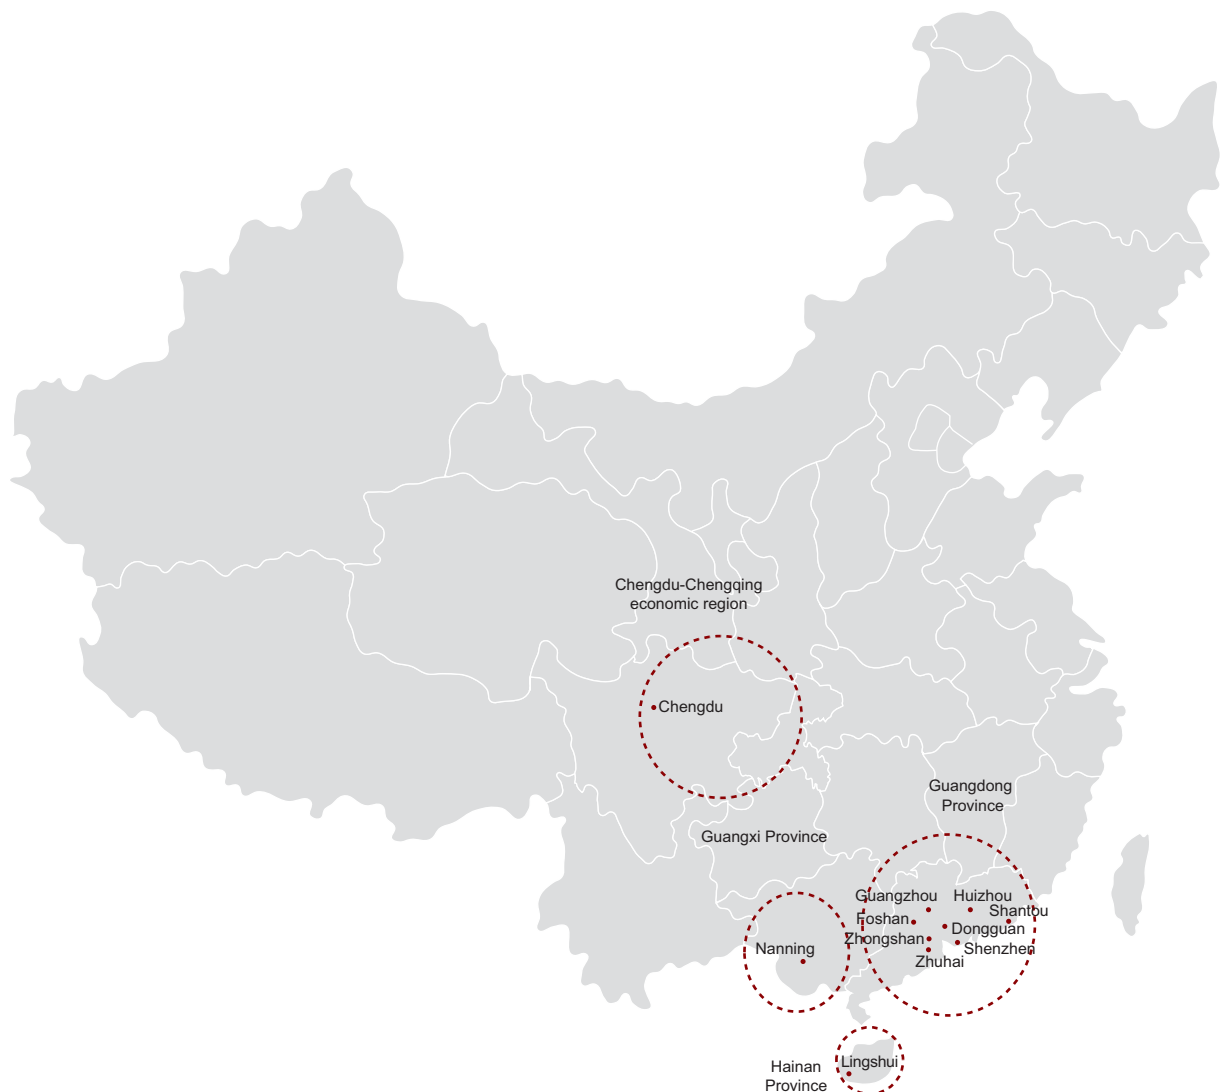 Chengdu-Chengqing
economic region
Chengdu
Guangdong
Province
Guangxi Province
Guangzhou
Huizhou
Shantou
Foshan
Dongguan
Zhongshan
Shenzhen
Nanning
Zhuhai
Lingshui
Hainan
Province